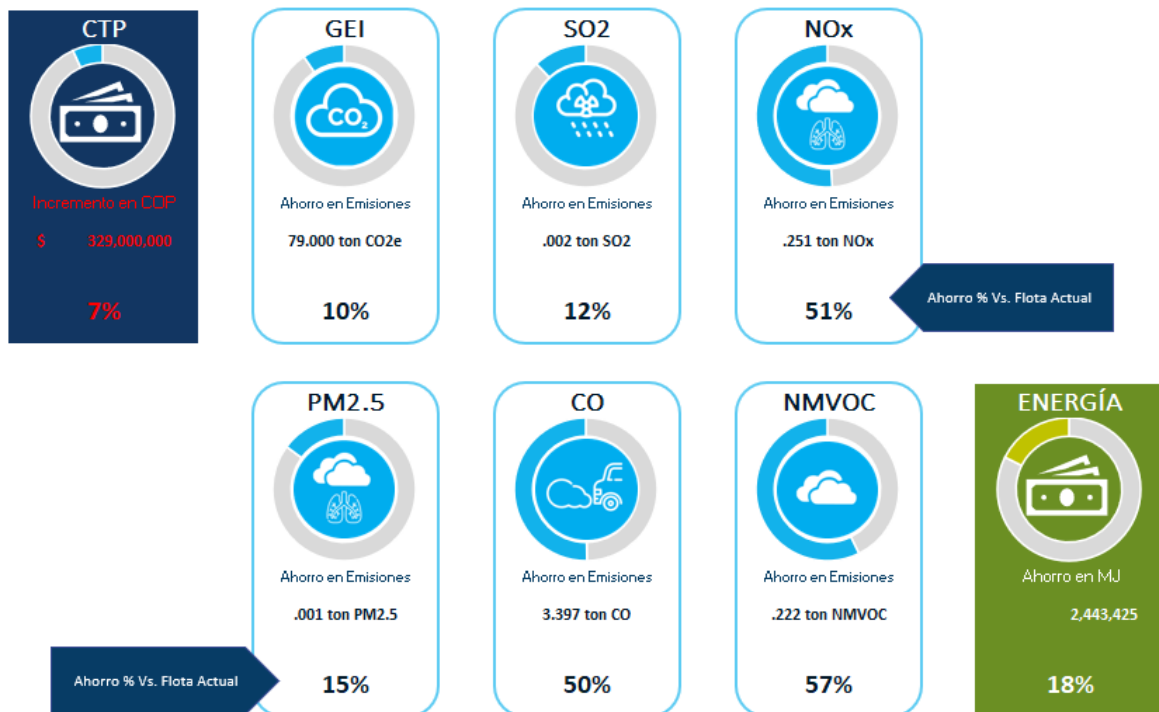 CTP
Incremento en COP
$ 329,000,000
7%
GEI
CO2
Ahorro en Emisiones
79.000 ton CO2e
10%
SO2
Ahorro en Emisiones
.002 ton SO2
12%
NOx
Ahorro en Emisiones
.251 ton NOx
51%
Ahorro % Vs. Flota Actual
PM2.5
Ahorro en Emisiones
.001 ton PM2.5
15%
Ahorro % Vs. Flota Actual
CO
Ahorro en Emisiones
3.397 ton CO
50%
NMVOC
Ahorro en Emisiones
.222 ton NMVOC
57%
ENERGÍA
Ahorro en MJ
2,443,425
18%